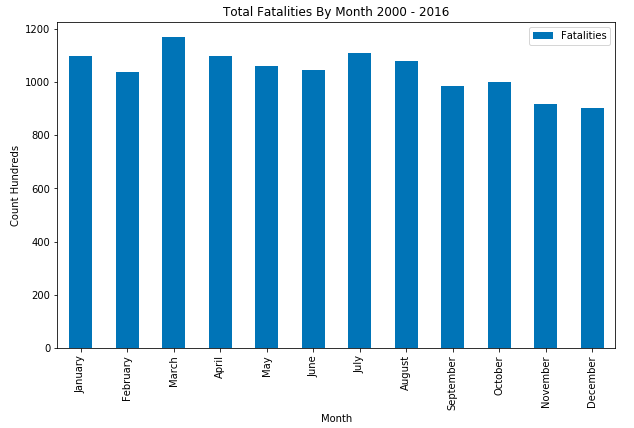 Total Fatalities By Month 2000 - 2016
Fatalities
1200
1000
800
600
400
200
0
Count Hundreds
January
February
March
April
May
June
July
August
September
October
November
December
Month